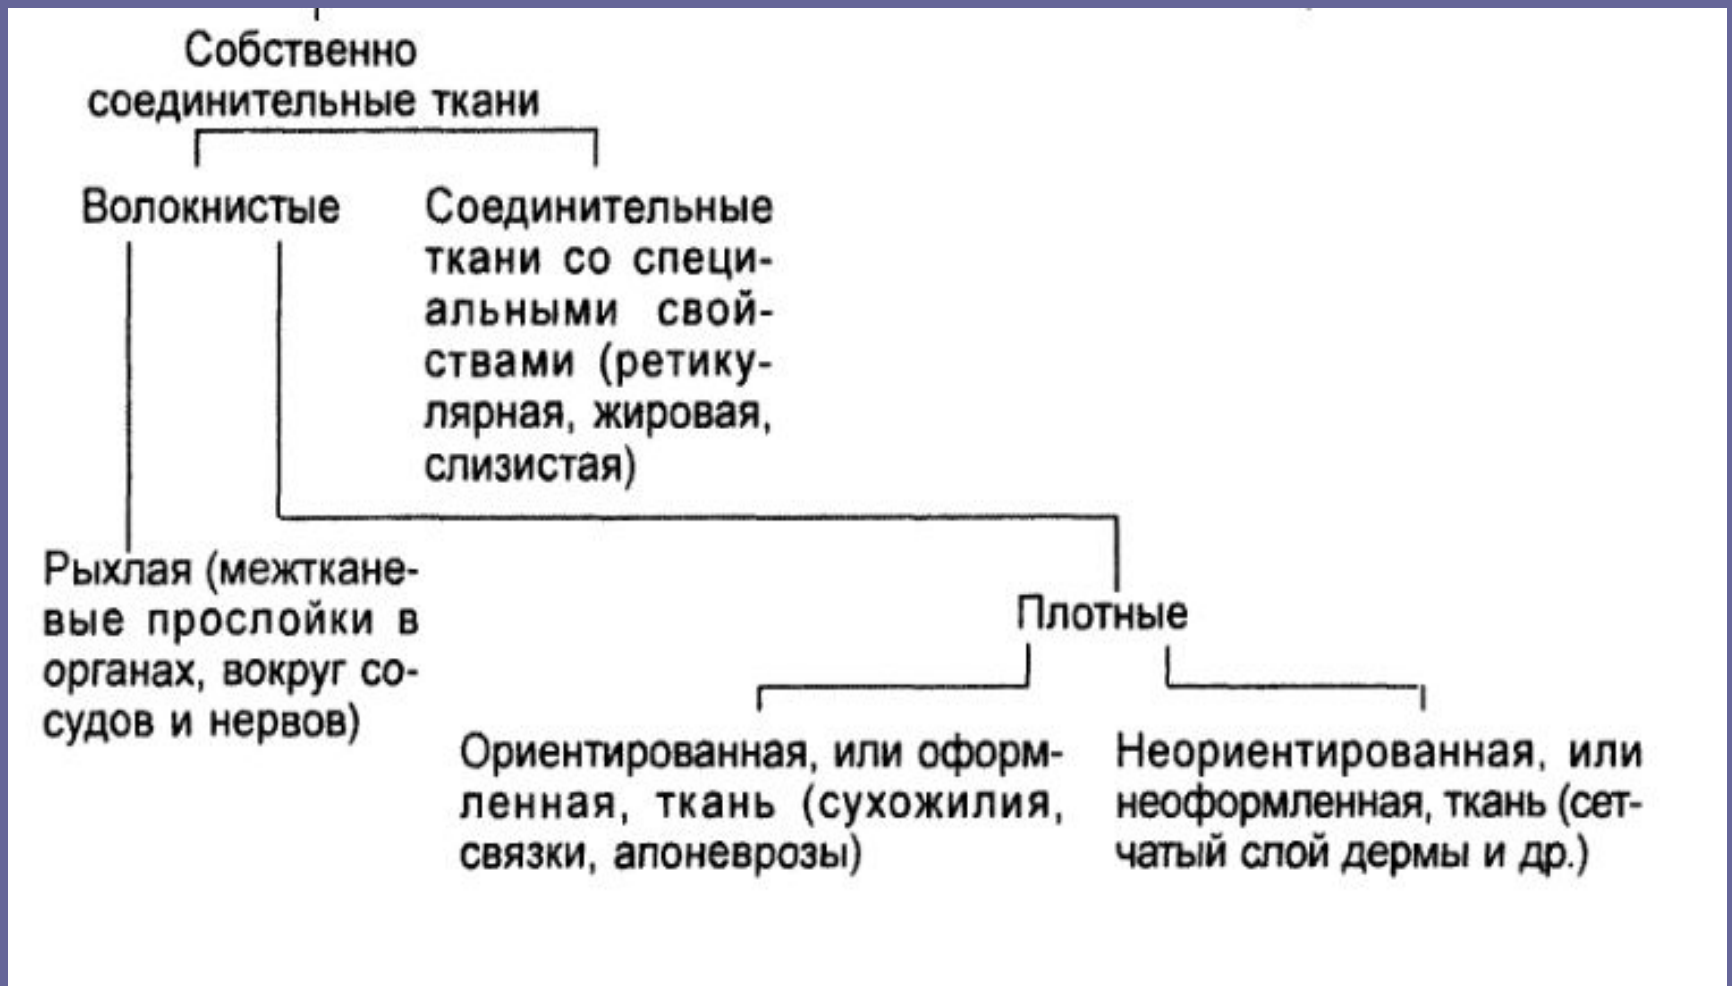 Собственно
соединительные ткани
Волокнистые
Соединительные
ткани со специ-
альными свой-
ствами (ретику-
лярная, жировая,
слизистая)
Рыхлая (межткане-
вые прослойки в
органах, вокруг со-
судов и нервов)
Плотные
Ориентированная, или оформ-
ленная, ткань (сухожилия,
связки, апоневрозы)
Неориентированная, или
неоформленная, ткань (сет-
чатый слой дермы и др.)